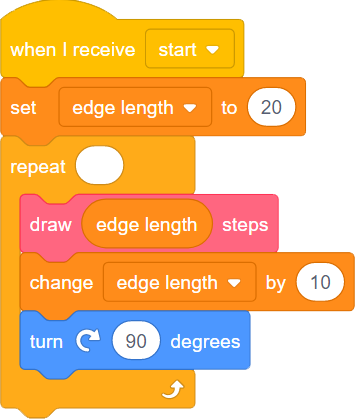 when I receive start
set edge length to 20
repeat
draw edge length steps
change edge length by 10
turn 90 degrees